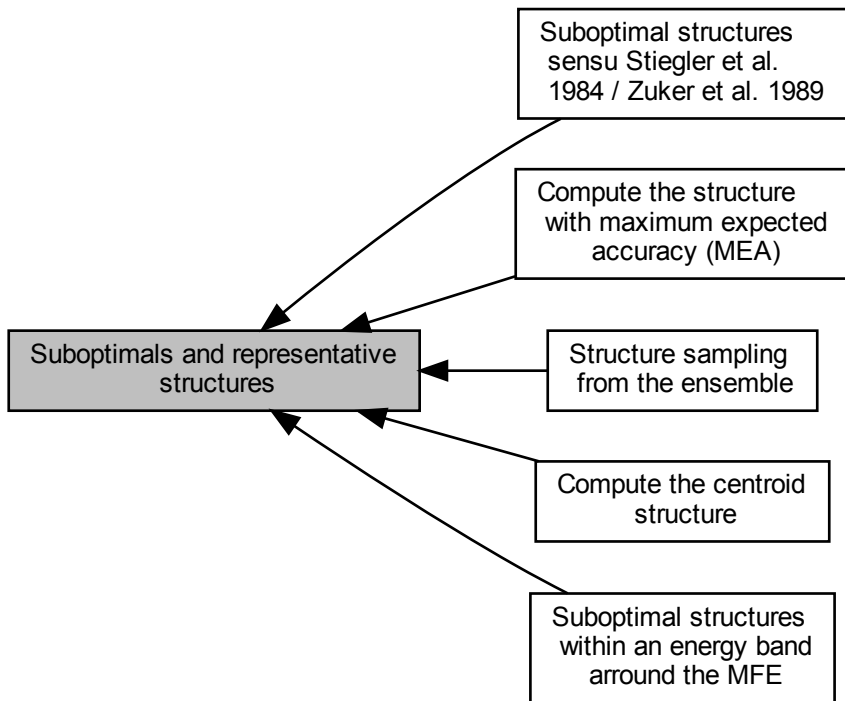 Suboptimal structures
sensu Stiegler et al.
1984 / Zuker et al. 1989
Compute the structure
with maximum expected
accuracy (MEA)
Suboptimals and representative
structures
Structure sampling
from the ensemble
Compute the centroid
structure
Suboptimal structures
within an energy band
arround the MFE